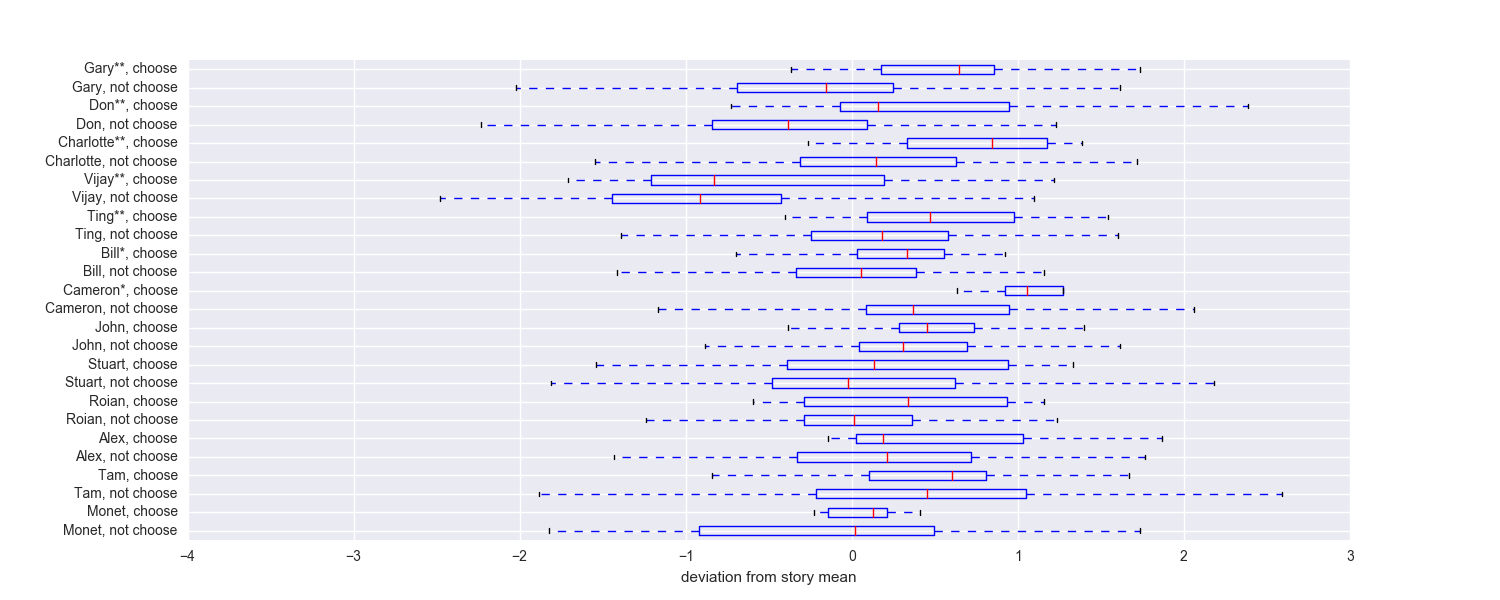 Gary**, choose
Gary, not choose
Don**, choose
Don, not choose
Charlotte**, choose
Charlotte, not choose
Vijay**, choose
Vijay, not choose
Ting**, choose
Ting, not choose
Bill*, choose
Bill, not choose
Cameron*, choose
Cameron, not choose
John, choose
John, not choose
Stuart, choose
Stuart, not choose
Roian, choose
Roian, not choose
Alex, choose
Alex, not choose
Tam, choose
Tam, not choose
Monet, choose
Monet, not choose
−4 −3 −2 −1 0 1 2 3
deviation from story mean